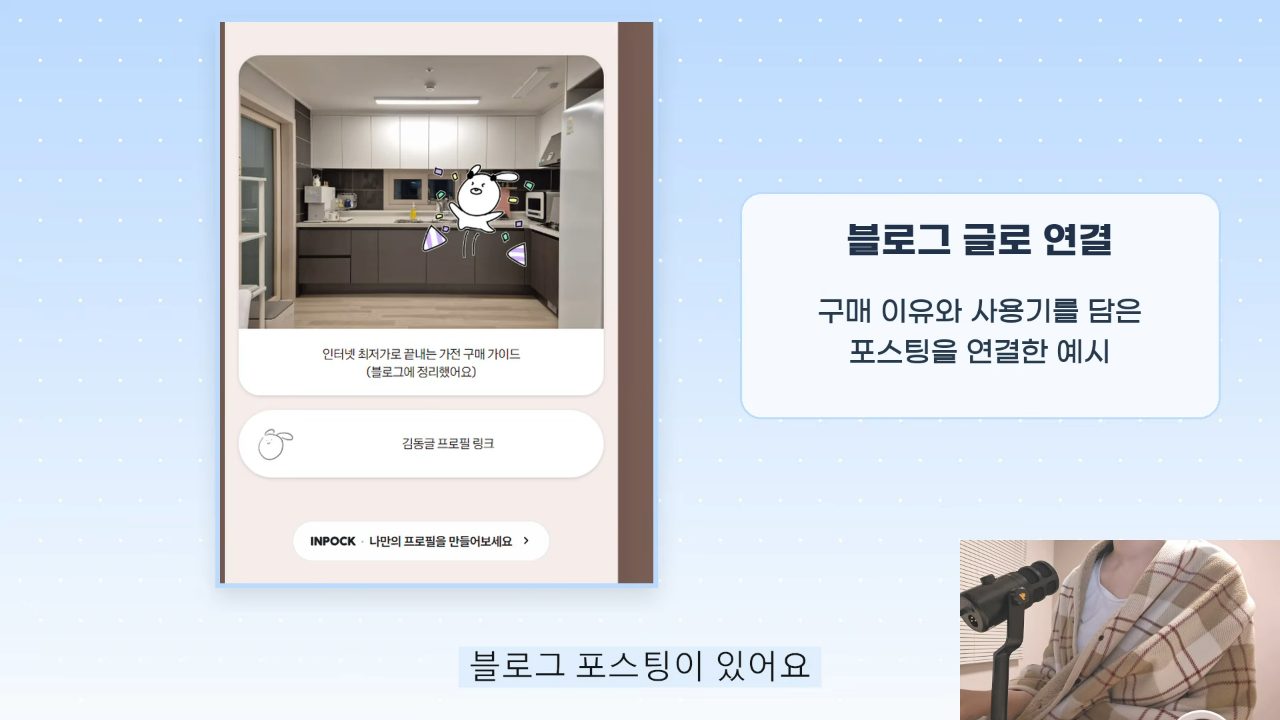 인터넷 최저가로 끝내는 가전 구매 가이드
(블로그에 정리했어요)
김동글 프로필 링크
INPOCK · 나만의 프로필을 만들어보세요 >
블로그 글로 연결
구매 이유와 사용기를 담은
포스팅을 연결한 예시
블로그 포스팅이 있어요